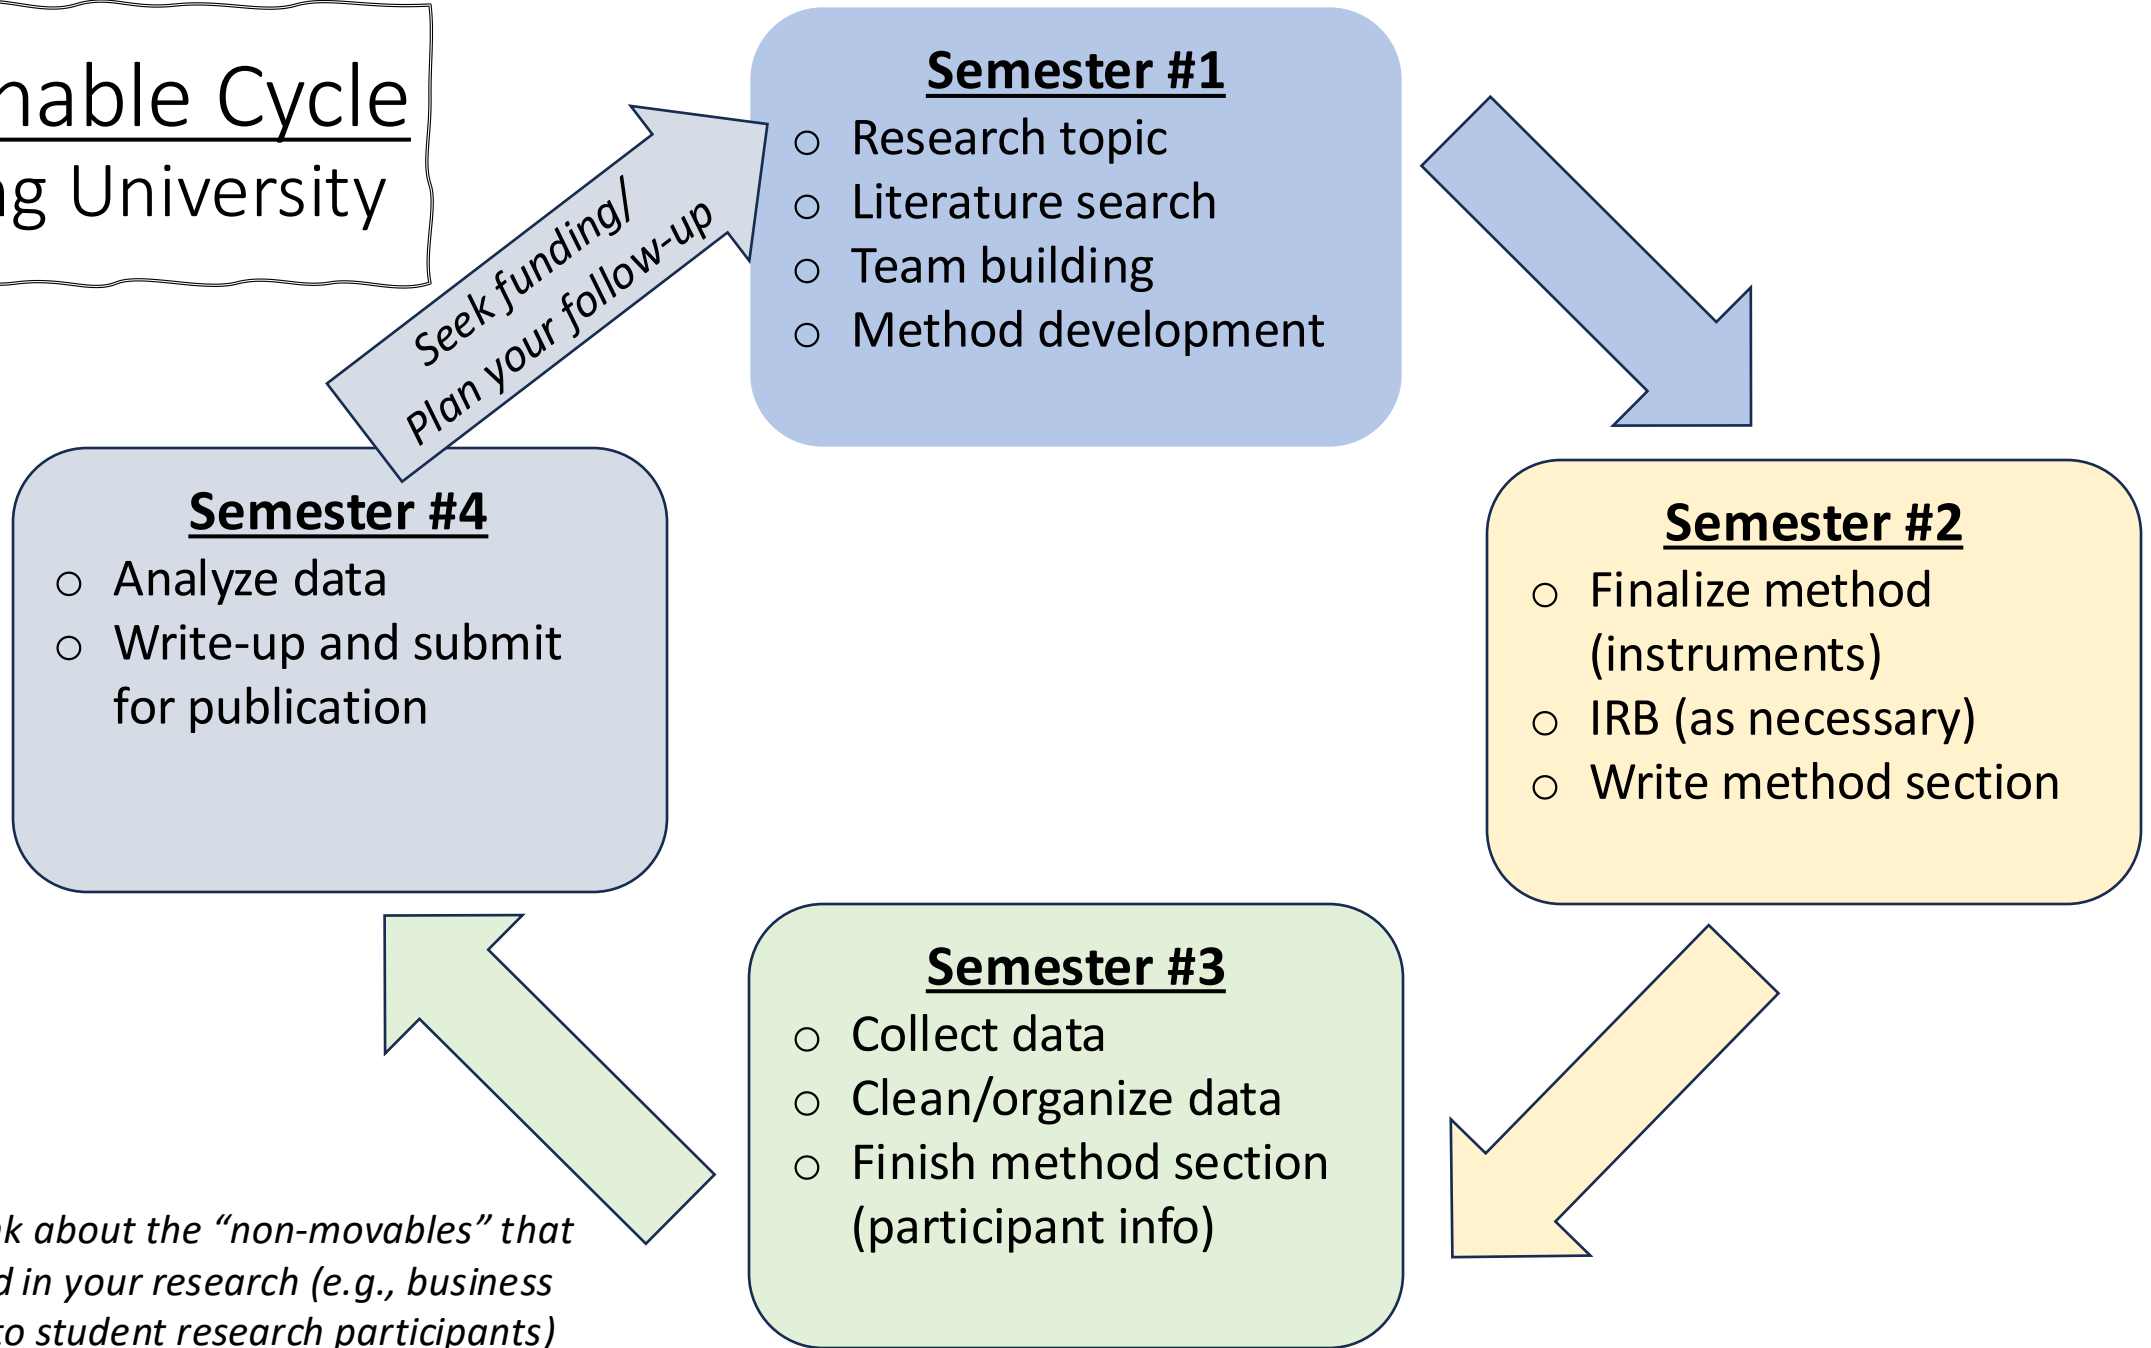 nable Cycle
ng University
Seek funding/
Plan your follow-up
Semester #1
o Research topic
o Literature search
o Team building
o Method development
Semester #2
o Finalize method
(instruments)
o IRB (as necessary)
o Write method section
Semester #3
o Collect data
o Clean/organize data
o Finish method section
(participant info)
Semester #4
o Analyze data
o Write-up and submit
for publication
k about the “non-movables” that
d in your research (e.g., business
to student research participants)